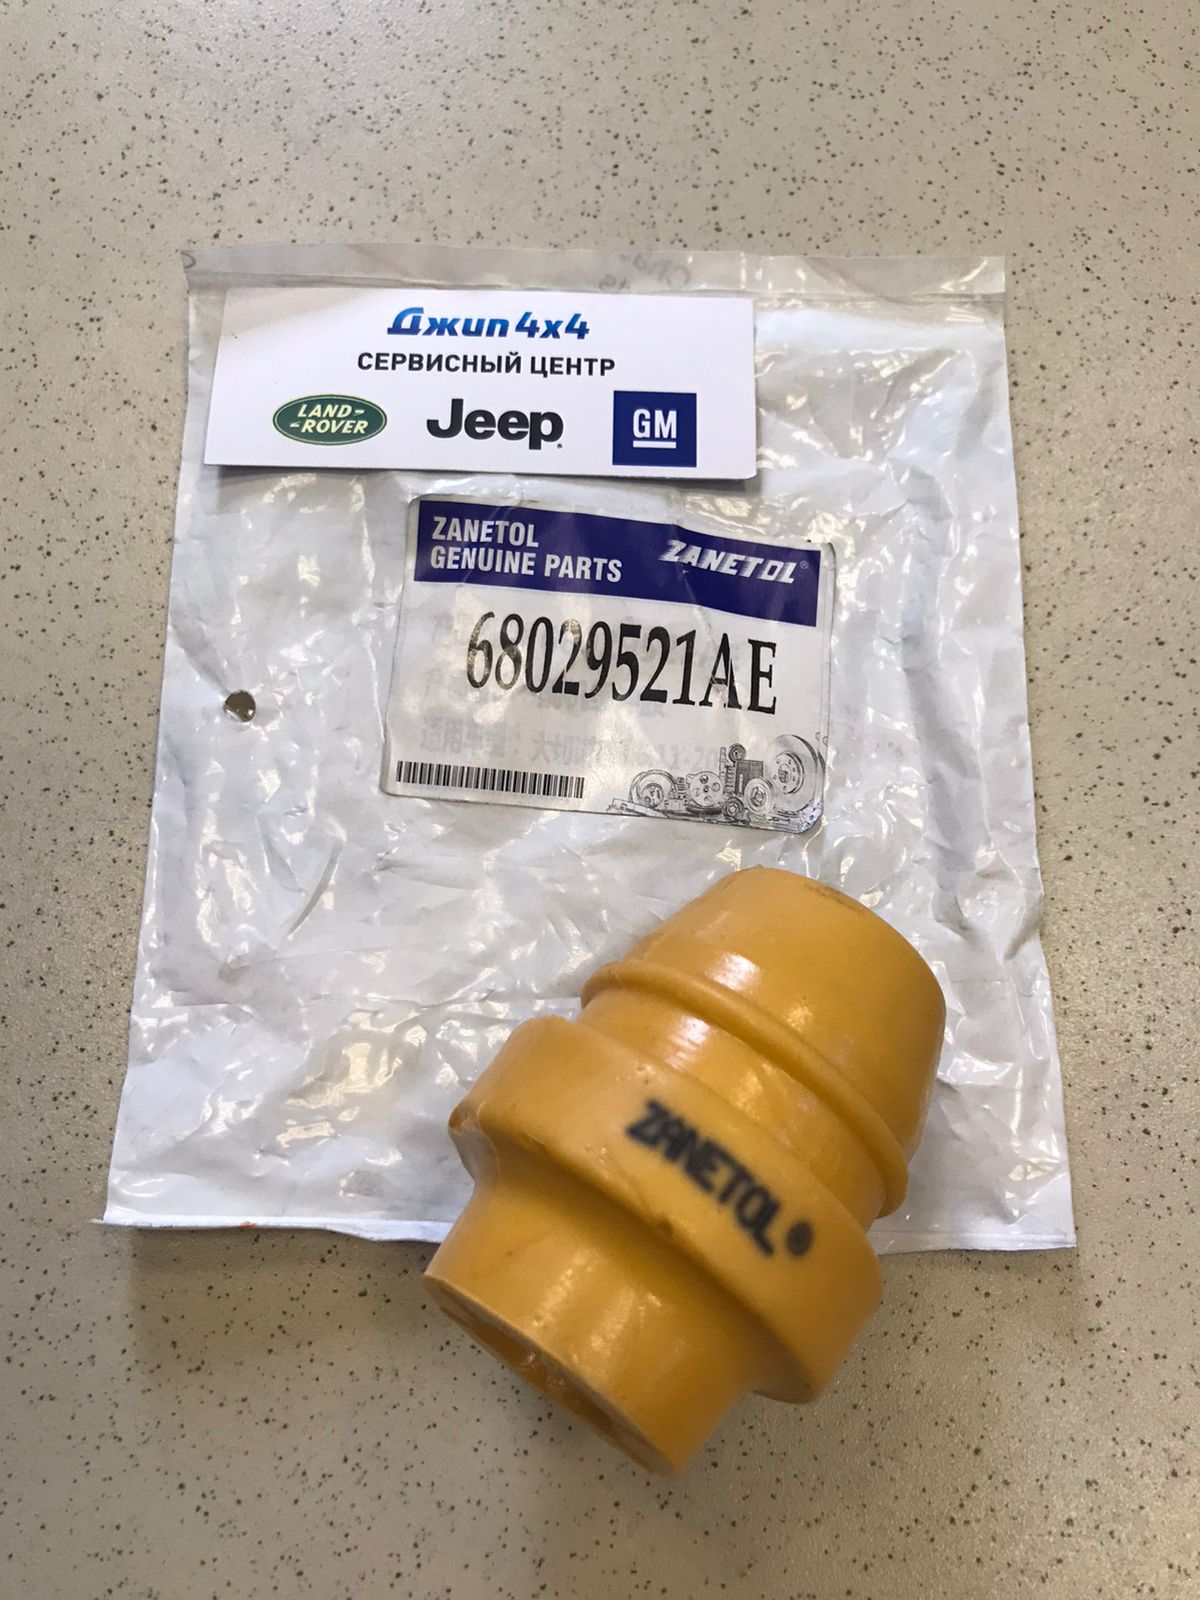 Джип 4x4
СЕРВИСНЫЙ ЦЕНТР
LAND-
-ROVER
Jeep
GM
ZANETOL
GENUINE PARTS
ZANETOL®
68029521AE
ZANETOL®